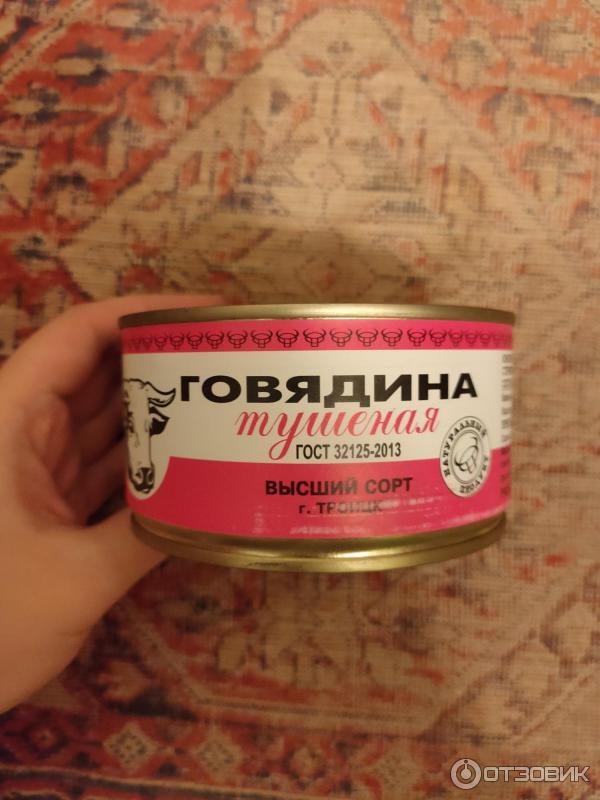 ГОВЯДИНА
тушеная
ГОСТ 32125-2013
ВЫСШИЙ СОРТ
г. ТРОИЦК
НАТУРАЛЬНЫЙ
ОТЗОВИК